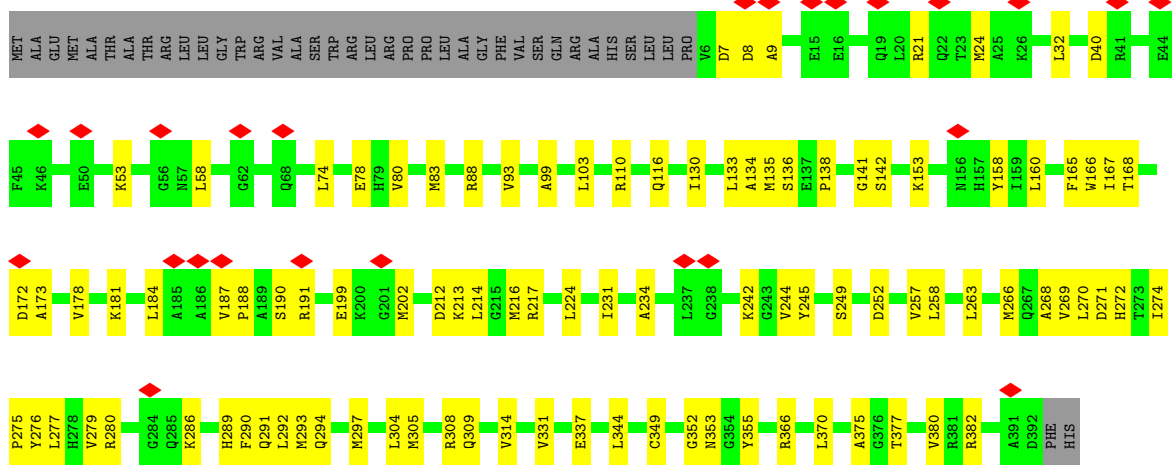 MET ALA GLU MET ALA THR ALA THR ARG LEU LEU GLY TRP ARG VAL ALA SER TRP ARG LEU ARG PRO PRO LEU ALA GLY PHE VAL SER GLN ARG ALA HIS SER LEU LEU PRO V6 D7 D8 A9 E15 E16 Q19 L20 R21 Q22 T23 M24 A25 K26 L32 D40 R41 E44
F45 K46 E50 K53 G56 N57 L58 G62 Q68 L74 E78 H79 V80 M83 R88 V93 A99 L103 R110 Q116 I130 L133 A134 M135 S136 E137 P138 G141 S142 K153 N156 H157 Y158 I159 L160 F165 W166 I167 T168
D172 A173 V178 K181 L184 A185 A186 V187 P188 A189 S190 R191 E199 K200 G201 M202 D212 K213 L214 G215 M216 R217 L224 I231 A234 L237 G238 K242 G243 V244 Y245 S249 D252 V257 L258 L263 M266 Q267 A268 V269 L270 D271 H272 T273 I274
P275 Y276 L277 H278 V279 R280 G284 Q285 K286 H289 F290 Q291 L292 M293 Q294 M297 L304 M305 R308 Q309 V314 V331 E337 L344 C349 G352 N353 G354 Y355 R366 L370 A375 G376 T377 V380 R381 R382 A391 D392 PHE HIS